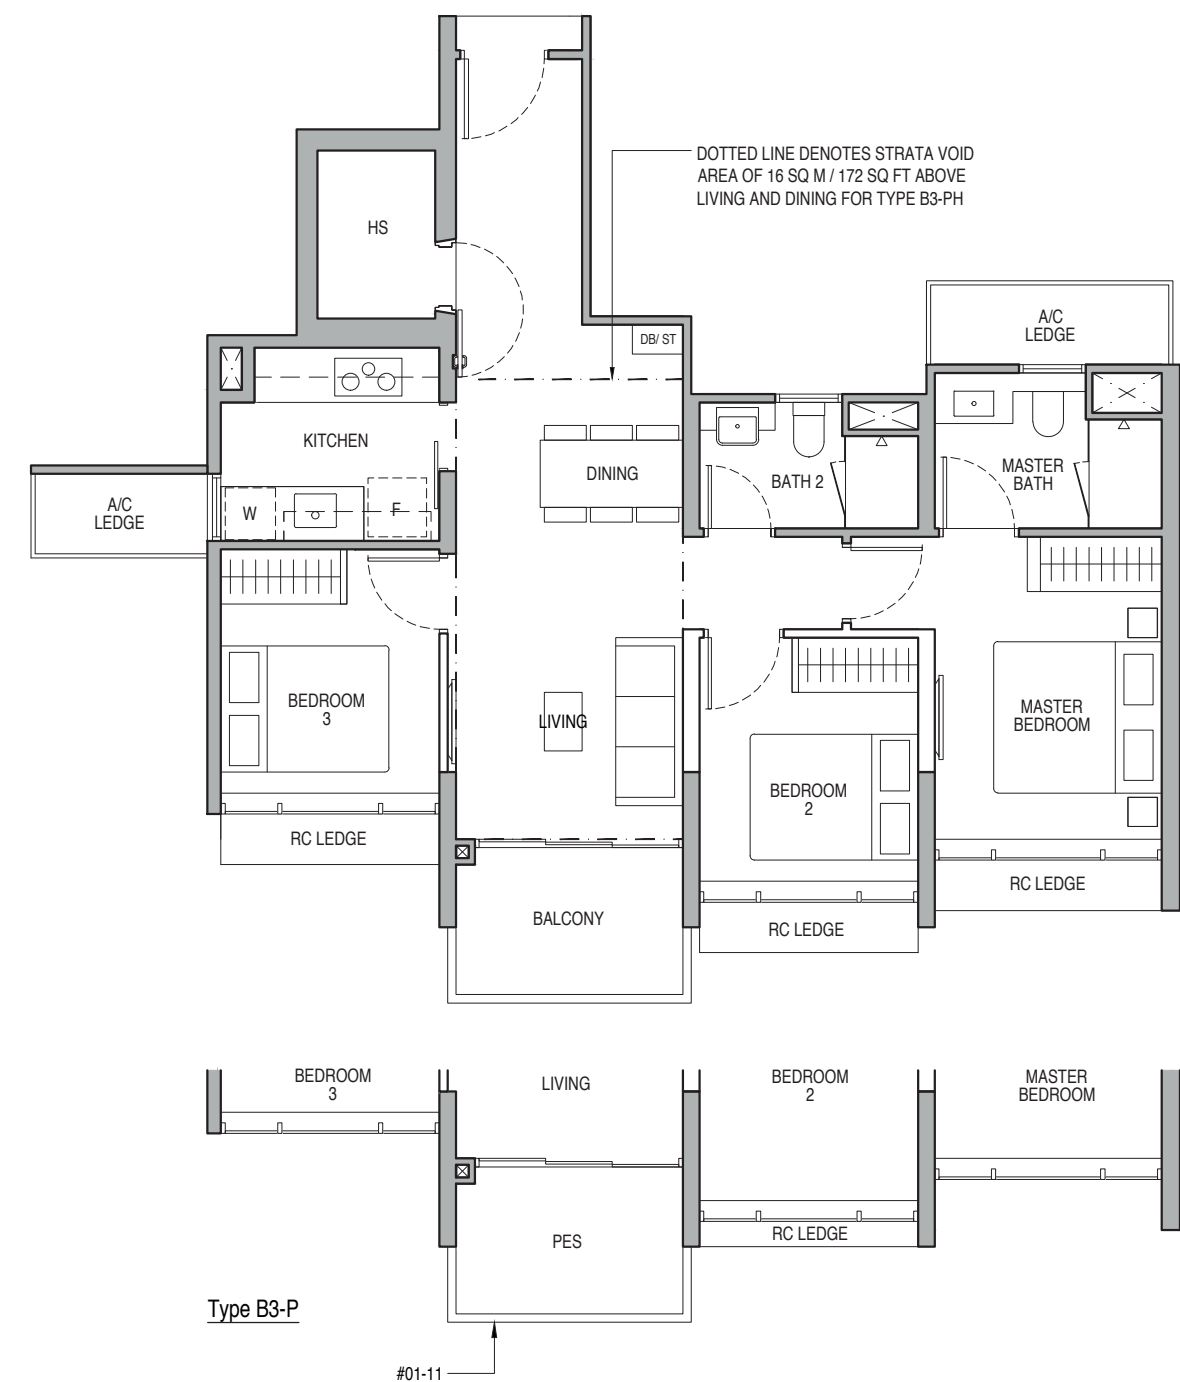 DOTTED LINE DENOTES STRATA VOID
AREA OF 16 SQ M / 172 SQ FT ABOVE
LIVING AND DINING FOR TYPE B3-PH
HS
A/C
LEDGE
DB/ ST
KITCHEN
DINING
BATH 2
MASTER
BATH
A/C
LEDGE
W
F
BEDROOM
3
LIVING
MASTER
BEDROOM
BEDROOM
2
RC LEDGE
RC LEDGE
BALCONY
RC LEDGE
BEDROOM
3
LIVING
BEDROOM
2
MASTER
BEDROOM
RC LEDGE
PES
Type B3-P
#01-11